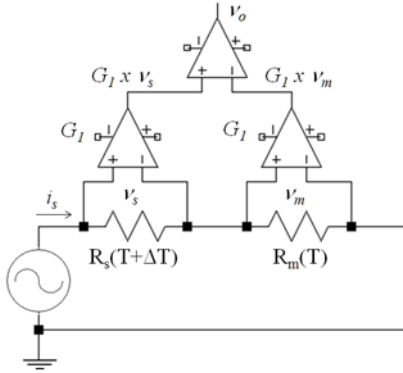 v_o
G_1 x v_s G_1 x v_m
G_1 G_1
i_s v_s v_m
R_s(T+ΔT) R_m(T)